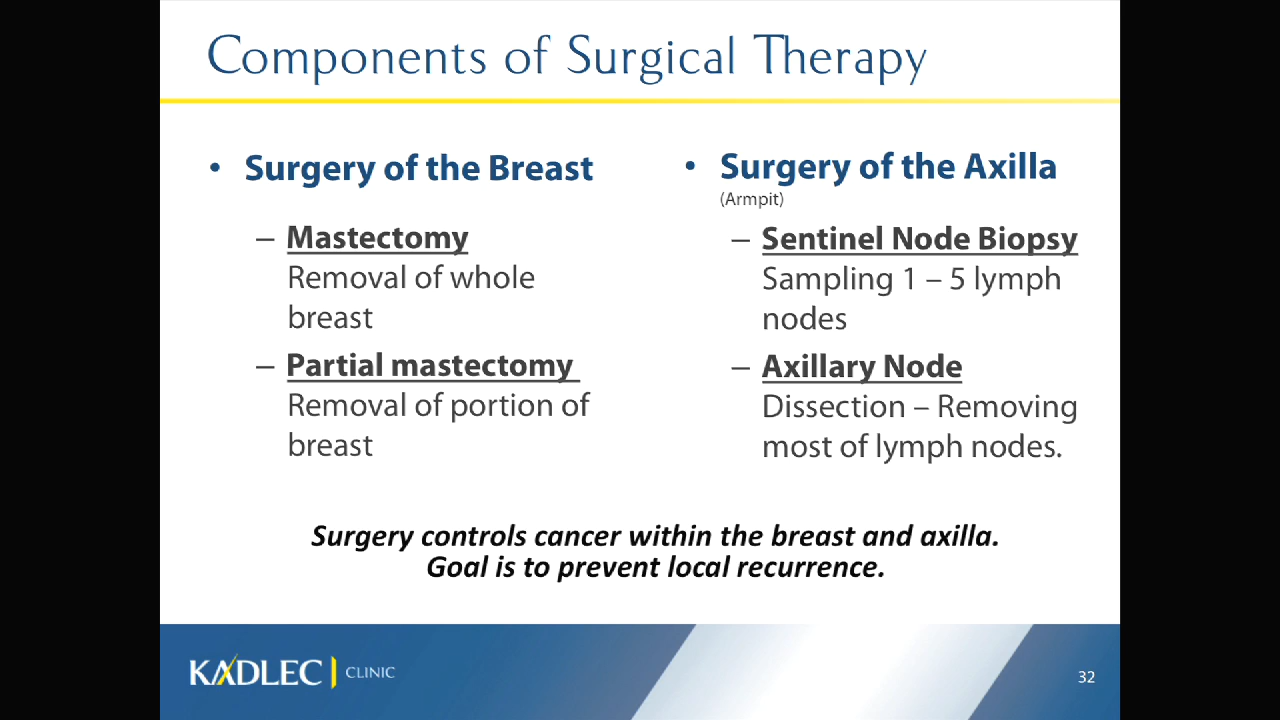 Components of Surgical Therapy
• Surgery of the Breast
– Mastectomy
Removal of whole
breast
– Partial mastectomy
Removal of portion of
breast
• Surgery of the Axilla
(Armpit)
– Sentinel Node Biopsy
Sampling 1 – 5 lymph
nodes
– Axillary Node
Dissection – Removing
most of lymph nodes.
Surgery controls cancer within the breast and axilla.
Goal is to prevent local recurrence.
KADLEC | CLINIC
32